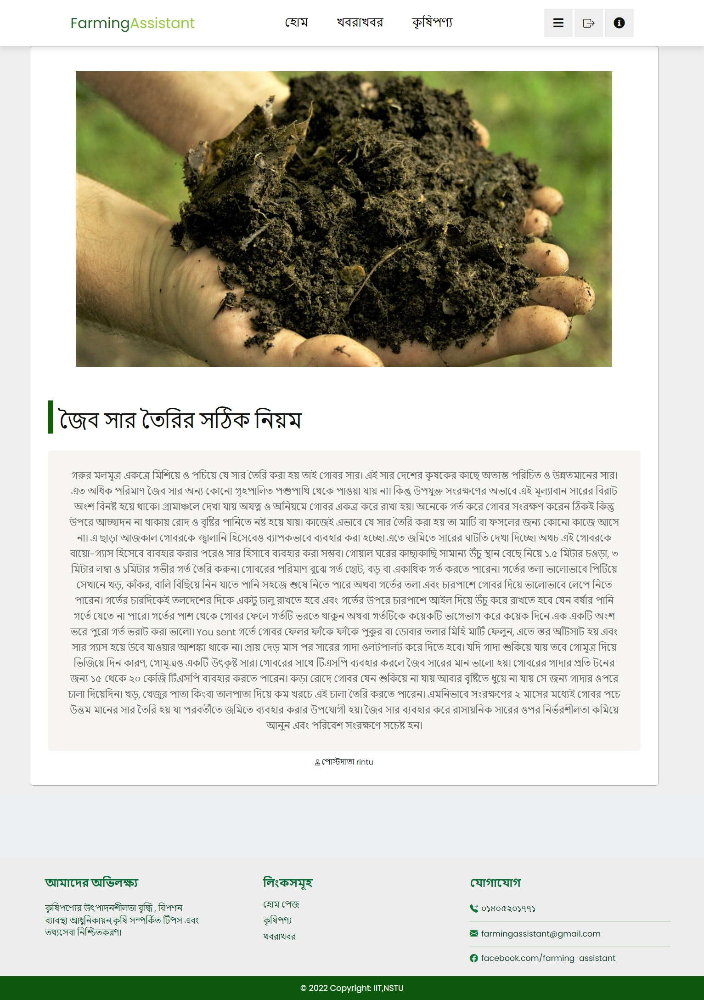 FarmingAssistant
হোম
খবরাখবর
কৃষিপণ্য
জৈব সার তৈরির সঠিক নিয়ম
গরুর মলমূত্র একত্রে মিশিয়ে ও পচিয়ে যে সার তৈরি করা হয় তাই গোবর সার। এই সার দেশের কৃষকের কাছে অত্যন্ত পরিচিত ও উন্নতমানের সার।
এত অধিক পরিমাণ জৈব সার অন্য কোনো গৃহপালিত পশুপাখি থেকে পাওয়া যায় না। কিন্তু উপযুক্ত সংরক্ষণের অভাবে এই মূল্যাবান সারের বিরাট
অংশ বিনষ্ট হয়ে থাকে। গ্রামাঞ্চলে দেখা যায় অযত্ন ও অনিয়মে গোবর একত্র করে রাখা হয়। অনেকে গর্ত করে গোবর সংরক্ষণ করেন ঠিকই কিন্তু
উপরে আচ্ছাদন না থাকায় রোদ ও বৃষ্টির পানিতে নষ্ট হয়ে যায়। কাজেই এভাবে যে সার তৈরি করা হয় তা মাটি বা ফসলের জন্য কোনো কাজে আসে
না। এ ছাড়া আজকাল গোবরকে জ্বালানি হিসেবেও ব্যাপকভাবে ব্যবহার করা হচ্ছে। এতে জমিতে সারের ঘাটতি দেখা দিচ্ছে। অথচ এই গোবরকে
বায়ো-গ্যাস হিসেবে ব্যবহার করার পরেও সার হিসাবে ব্যবহার করা সম্ভব। গোয়াল ঘরের কাছাকাছি সামান্য উঁচু স্থান বেছে নিয়ে ১.৫ মিটার চওড়া, ৩
মিটার লম্বা ও ১মিটার গভীর গর্ত তৈরি করুন। গোবরের পরিমাণ বুঝে গর্ত ছোট, বড় বা একাধিক গর্ত করতে পারেন। গর্তের তলা ভালোভাবে পিটিয়ে
সেখানে খড়, কাঁকর, বালি বিছিয়ে নিন যাতে পানি সহজে শুষে নিতে পারে অথবা গর্তের তলা এবং চারপাশে গোবর দিয়ে ভালোভাবে লেপে নিতে
পারেন। গর্তের চারদিকেই তলদেশের দিকে একটু ঢালু রাখতে হবে এবং গর্তের উপরে চারপাশে আইল দিয়ে উঁচু করে রাখতে হবে যেন বর্ষার পানি
গর্তে যেতে না পারে। গর্তের পাশ থেকে গোবর ফেলে গর্তটি ভরতে থাকুন অথবা গর্তটিকে কয়েকটি ভাগেভাগ করে কয়েক দিনে এক একটি অংশ
ভরে পুরো গর্ত ভরাট করা ভালো। You sent গর্তে গোবর ফেলর ফাঁকে ফাঁকে পুকুর বা ডোবার তলার মিহি মাটি ফেলুন, এতে স্তর আঁটসাট হয় এবং
সার গ্যাস হয়ে উবে যাওয়ার আশঙ্কা থাকে না। প্রায় দেড় মাস পর সারের গাদা ওলটপালট করে দিতে হবে। যদি গাদা শুকিয়ে যায় তবে গোমূত্র দিয়ে
ভিজিয়ে দিন কারণ, গোমূত্রও একটি উৎকৃষ্ট সার। গোবরের সাথে টিএসপি ব্যবহার করলে জৈব সারের মান ভালো হয়। গোবরের গাদার প্রতি টনের
জন্য ১৫ থেকে ২০ কেজি টিএসপি ব্যবহার করতে পারেন। কড়া রোদে গোবর যেন শুকিয়ে না যায় আবার বৃষ্টিতে ধুয়ে না যায় সে জন্য গাদার ওপরে
চালা দিয়েদিন। খড়, খেজুর পাতা কিংবা তালপাতা দিয়ে কম খরচে এই চালা তৈরি করতে পারেন। এমনিভাবে সংরক্ষণের ২ মাসের মধ্যেই গোবর পচে
উত্তম মানের সার তৈরি হয় যা পরবর্তীতে জমিতে ব্যবহার করার উপযোগী হয়। জৈব সার ব্যবহার করে রাসায়নিক সারের ওপর নির্ভরশীলতা কমিয়ে
আনুন এবং পরিবেশ সংরক্ষণে সচেষ্ট হন।
পোস্টদাতা rintu
আমাদের অভিলক্ষ্য
কৃষিপণ্যের উৎপাদনশীলতা বৃদ্ধি , বিপণন
ব্যাবস্থা আধুনিকায়ন,কৃষি সম্পর্কিত টিপস এবং
তথ্যসেবা নিশ্চিতকরণ।
লিংকসমূহ
হোম পেজ
কৃষিপণ্য
খবরাখবর
যোগাযোগ
০১৪০৫২০১৭৭১
farmingassistant@gmail.com
facebook.com/farming-assistant
© 2022 Copyright: IIT,NSTU